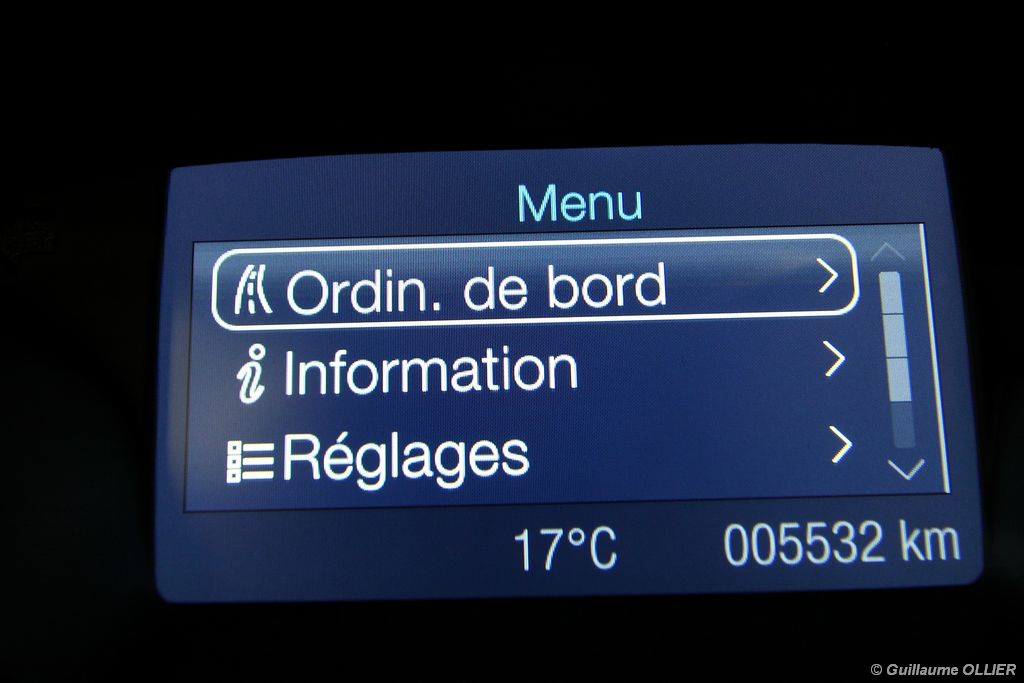 Menu
Ordin. de bord
Information
Réglages
17°C 005532 km
© Guillaume OLLIER